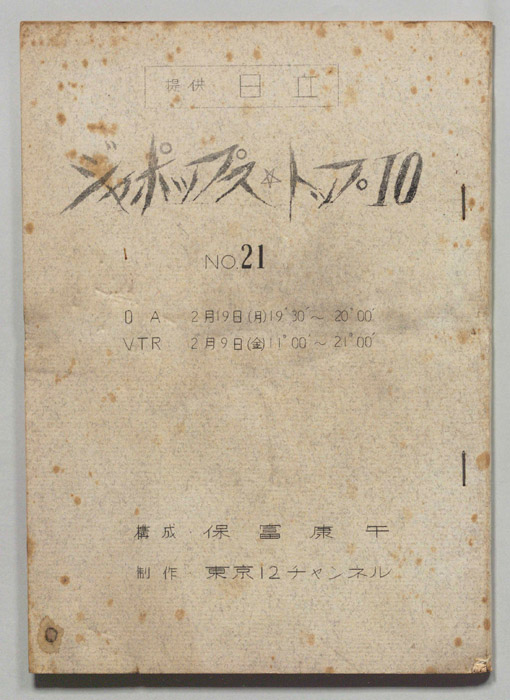 提供 日立
ジャポップス☆トップ10
NO.21
OA 2月19日(月)19°30′～20°00′
VTR 2月9日(金)11°00′～21°00′
構成・保富康午
制作・東京12チャンネル